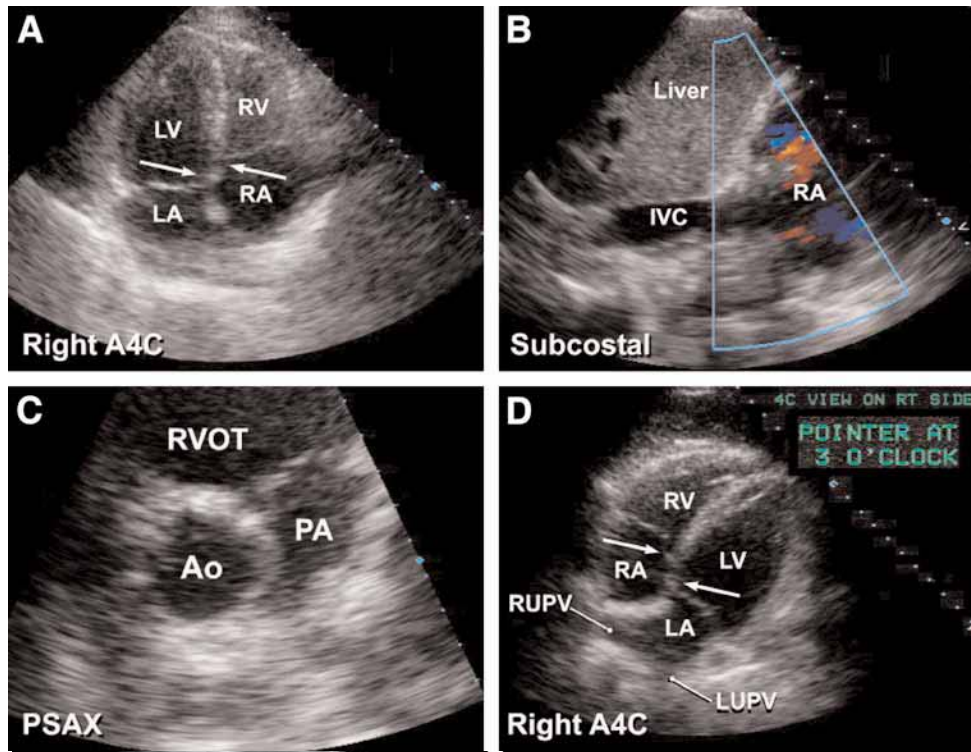 A
RV
LV
RA
LA
Right A4C
B
Liver
RA
IVC
Subcostal
C
RVOT
PA
Ao
PSAX
D
4C VIEW ON RT SIDE
POINTER AT
3 O'CLOCK
RV
LV
RA
RUPV
LA
LUPV
Right A4C